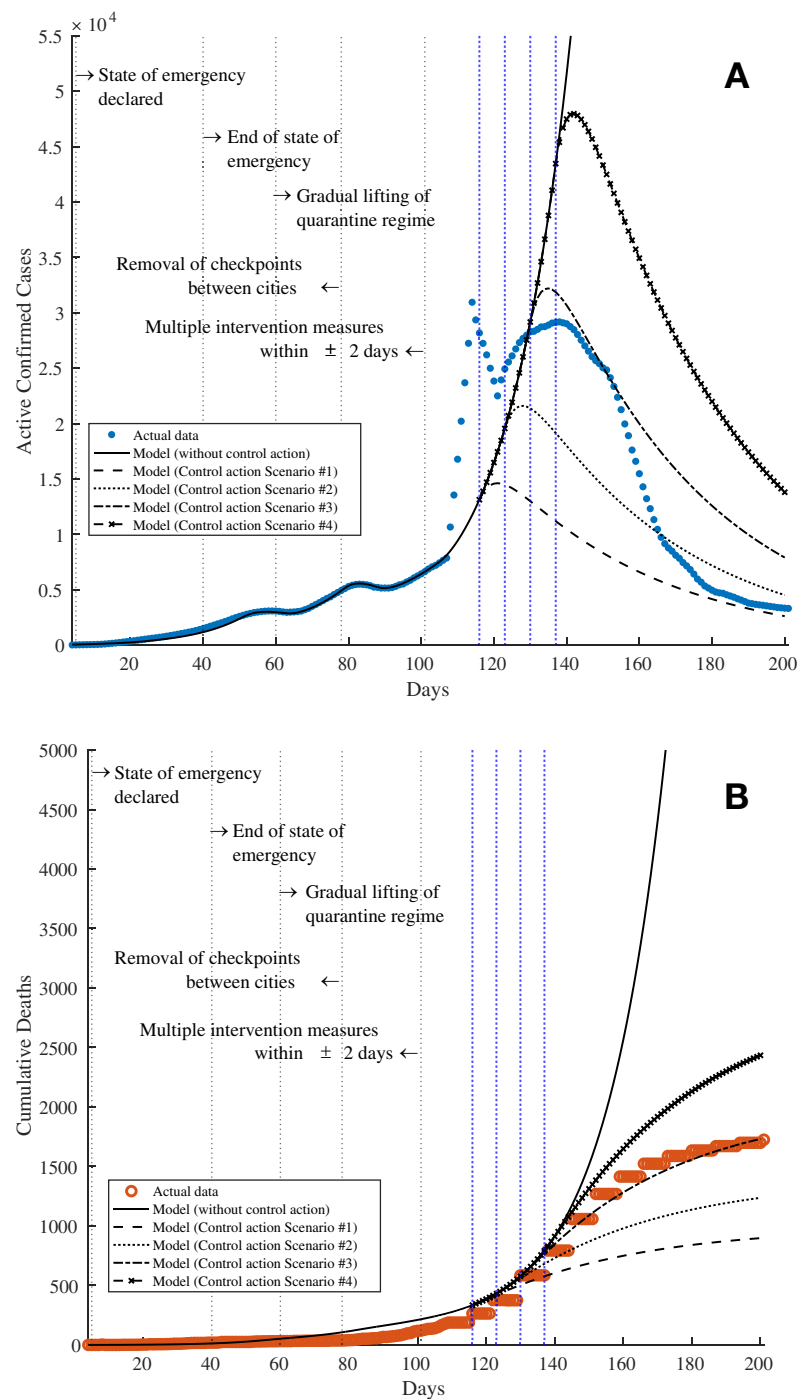 × 10⁴
A
5.5
5
4.5
4
3.5
3
2.5
2
1.5
1
0.5
0
Active Confirmed Cases
→ State of emergency
declared
→ End of state of
emergency
→ Gradual lifting of
quarantine regime
Removal of checkpoints
between cities ←
Multiple intervention measures
within ± 2 days ←
Actual data
Model (without control action)
Model (Control action Scenario #1)
Model (Control action Scenario #2)
Model (Control action Scenario #3)
Model (Control action Scenario #4)
20 40 60 80 100 120 140 160 180 200
Days
B
5000
4500
4000
3500
3000
2500
2000
1500
1000
500
0
Cumulative Deaths
→ State of emergency
declared
→ End of state of
emergency
→ Gradual lifting of
quarantine regime
Removal of checkpoints
between cities ←
Multiple intervention measures
within ± 2 days ←
Actual data
Model (without control action)
Model (Control action Scenario #1)
Model (Control action Scenario #2)
Model (Control action Scenario #3)
Model (Control action Scenario #4)
20 40 60 80 100 120 140 160 180 200
Days